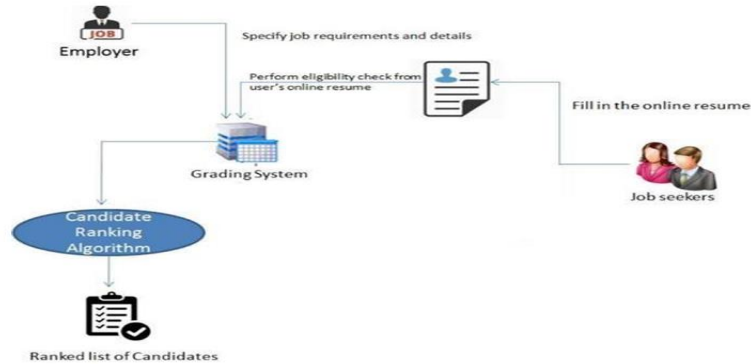 JOB
Employer
Specify job requirements and details
Perform eligibility check from
user's online resume
Fill in the online resume
Grading System
Job seekers
Candidate
Ranking
Algorithm
Ranked list of Candidates